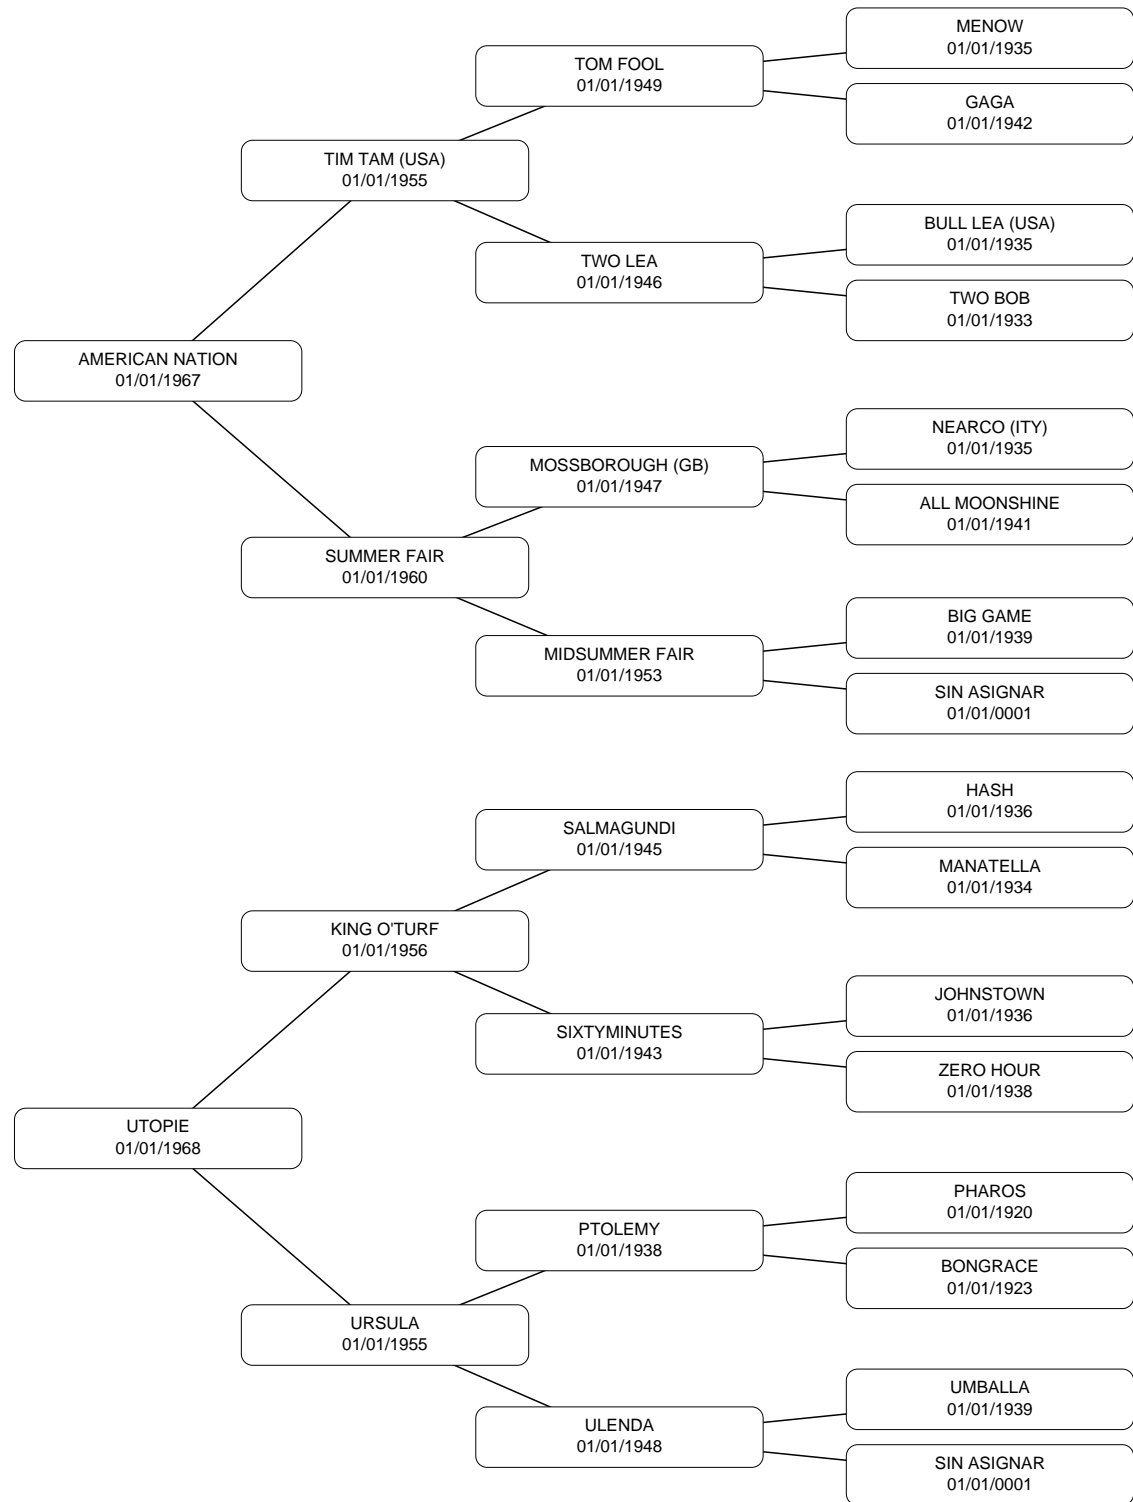 MENOW
01/01/1935
TOM FOOL
01/01/1949
GAGA
01/01/1942
TIM TAM (USA)
01/01/1955
BULL LEA (USA)
01/01/1935
TWO LEA
01/01/1946
TWO BOB
01/01/1933
AMERICAN NATION
01/01/1967
NEARCO (ITY)
01/01/1935
MOSSBOROUGH (GB)
01/01/1947
ALL MOONSHINE
01/01/1941
SUMMER FAIR
01/01/1960
BIG GAME
01/01/1939
MIDSUMMER FAIR
01/01/1953
SIN ASIGNAR
01/01/0001
HASH
01/01/1936
SALMAGUNDI
01/01/1945
MANATELLA
01/01/1934
KING O'TURF
01/01/1956
JOHNSTOWN
01/01/1936
SIXTYMINUTES
01/01/1943
ZERO HOUR
01/01/1938
UTOPIE
01/01/1968
PHAROS
01/01/1920
PTOLEMY
01/01/1938
BONGRACE
01/01/1923
URSULA
01/01/1955
UMBALLA
01/01/1939
ULENDA
01/01/1948
SIN ASIGNAR
01/01/0001